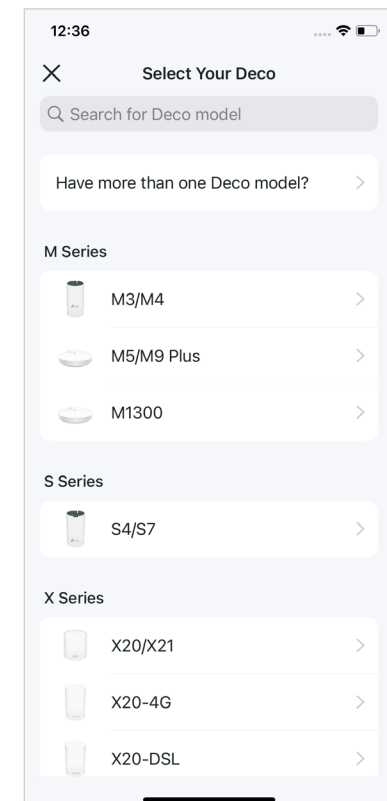 12:36
Select Your Deco
Search for Deco model
Have more than one Deco model?
M Series
M3/M4
M5/M9 Plus
M1300
S Series
S4/S7
X Series
X20/X21
X20-4G
X20-DSL